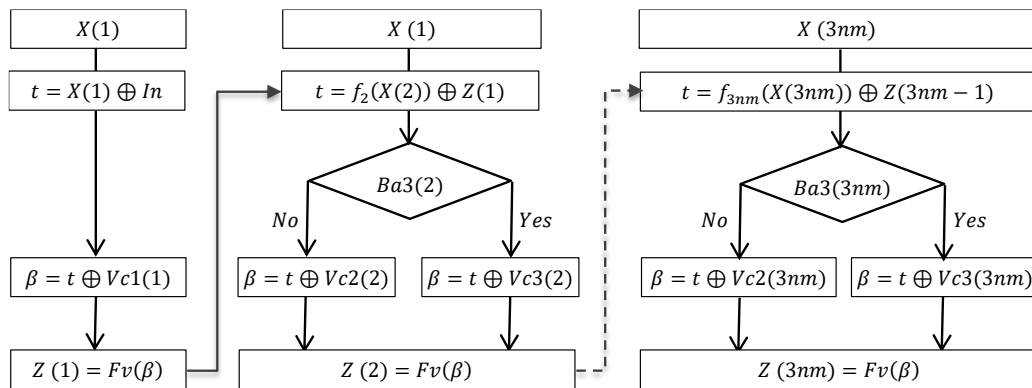 X(1)
t = X(1) ⊕ In
β = t ⊕ Vc1(1)
Z (1) = Fv(β)
X (1)
t = f₂(X(2)) ⊕ Z(1)
Ba3(2)
No
Yes
β = t ⊕ Vc2(2)
β = t ⊕ Vc3(2)
Z (2) = Fv(β)
X (3nm)
t = f₃ₙₘ(X(3nm)) ⊕ Z(3nm − 1)
Ba3(3nm)
No
Yes
β = t ⊕ Vc2(3nm)
β = t ⊕ Vc3(3nm)
Z (3nm) = Fv(β)